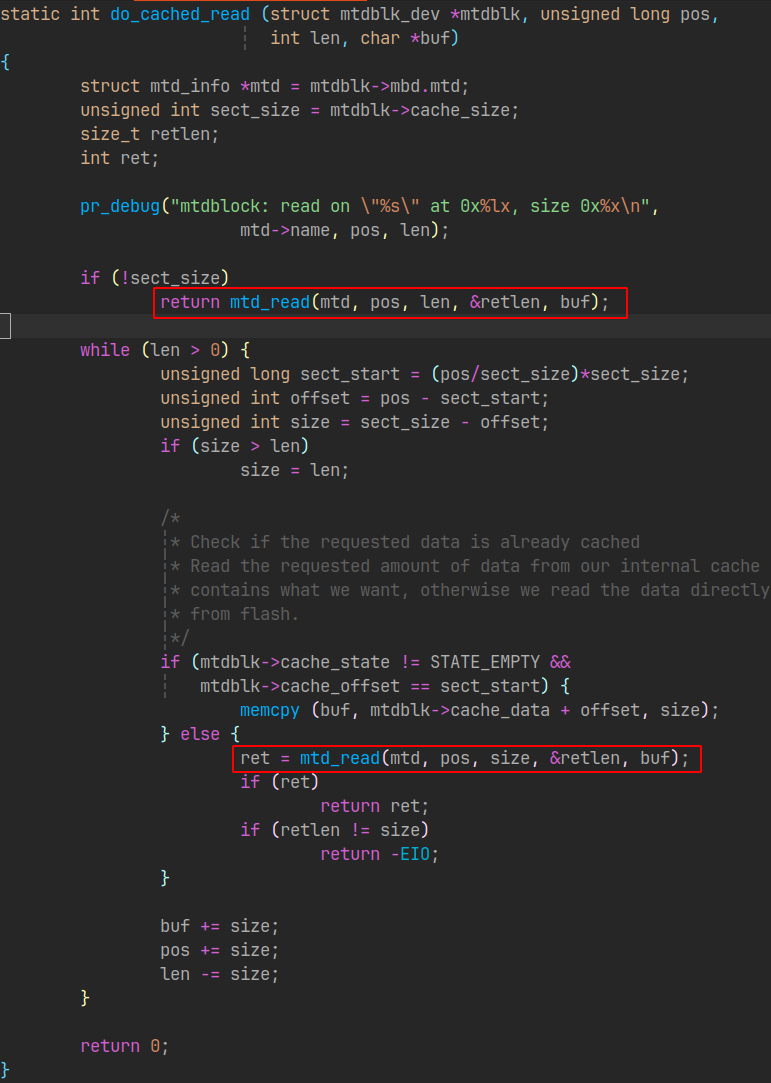 static int do_cached_read (struct mtdblk_dev *mtdblk, unsigned long pos,
                           int len, char *buf)
{
        struct mtd_info *mtd = mtdblk->mbd.mtd;
        unsigned int sect_size = mtdblk->cache_size;
        size_t retlen;
        int ret;

        pr_debug("mtdblock: read on \"%s\" at 0x%lx, size 0x%x\n",
                        mtd->name, pos, len);

        if (!sect_size)
                return mtd_read(mtd, pos, len, &retlen, buf);

        while (len > 0) {
                unsigned long sect_start = (pos/sect_size)*sect_size;
                unsigned int offset = pos - sect_start;
                unsigned int size = sect_size - offset;
                if (size > len)
                        size = len;

                /*
                 * Check if the requested data is already cached
                 * Read the requested amount of data from our internal cache
                 * contains what we want, otherwise we read the data directly
                 * from flash.
                 */
                if (mtdblk->cache_state != STATE_EMPTY &&
                    mtdblk->cache_offset == sect_start) {
                        memcpy (buf, mtdblk->cache_data + offset, size);
                } else {
                        ret = mtd_read(mtd, pos, size, &retlen, buf);
                        if (ret)
                                return ret;
                        if (retlen != size)
                                return -EIO;
                }

                buf += size;
                pos += size;
                len -= size;
        }

        return 0;
}